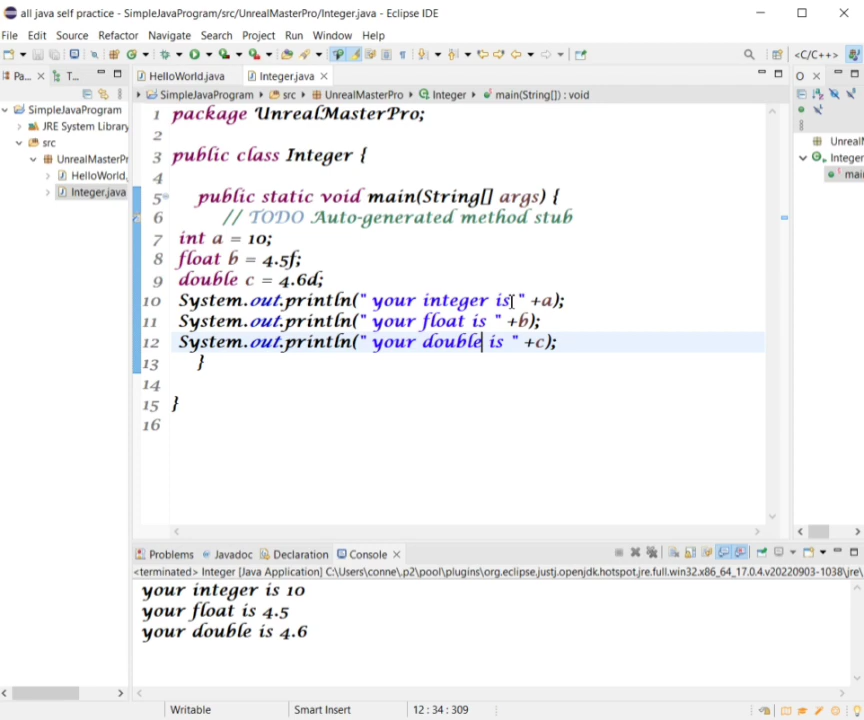 all java self practice - SimpleJavaProgram/src/UnrealMasterPro/Integer.java - Eclipse IDE
File Edit Source Refactor Navigate Search Project Run Window Help
<C/C++>
Pa... T...
HelloWorld.java Integer.java
SimpleJavaProgram src UnrealMasterPro Integer main(String[]) : void
SimpleJavaProgram
JRE System Library
src
UnrealMasterPr
HelloWorld.
Integer.java
1 package UnrealMasterPro;
2
3 public class Integer {
4
5 public static void main(String[] args) {
6 // TODO Auto-generated method stub
7 int a = 10;
8 float b = 4.5f;
9 double c = 4.6d;
10 System.out.println(" your integer is " +a);
11 System.out.println(" your float is " +b);
12 System.out.println(" your double is " +c);
13 }
14
15 }
16
O
UnrealM
Integer
mai
Problems Javadoc Declaration Console
<terminated> Integer [Java Application] C:\Users\conne\.p2\pool\plugins\org.eclipse.justj.openjdk.hotspot.jre.full.win32.x86_64_17.0.4.v20220903-1038\jre\
your integer is 10
your float is 4.5
your double is 4.6
Writable Smart Insert 12 : 34 : 309